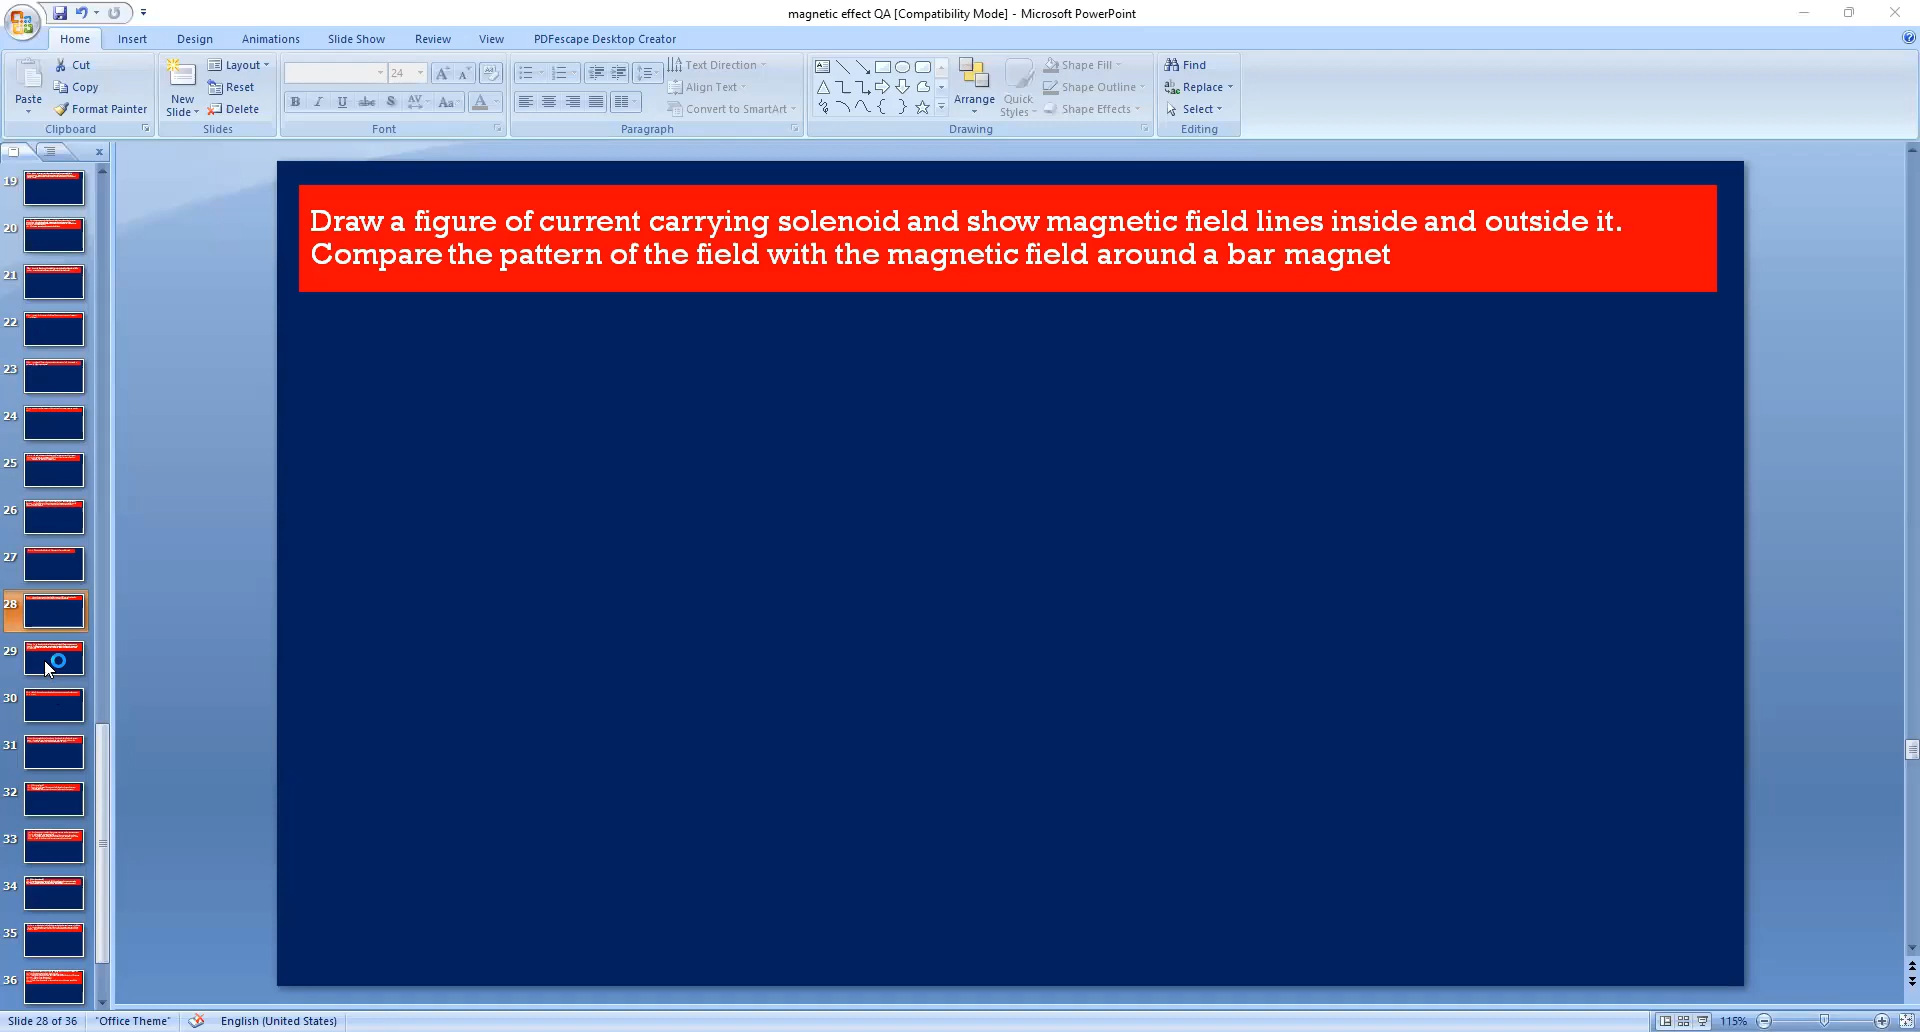 magnetic effect QA [Compatibility Mode] - Microsoft PowerPoint
Home Insert Design Animations Slide Show Review View PDFescape Desktop Creator
Paste
Cut
Copy
Format Painter
Clipboard
New Slide
Layout
Reset
Delete
Slides
24
B I U abc S AV Aa A
Font
Text Direction
Align Text
Convert to SmartArt
Paragraph
Arrange
Quick Styles
Shape Fill
Shape Outline
Shape Effects
Drawing
Find
Replace
Select
Editing
Draw a figure of current carrying solenoid and show magnetic field lines inside and outside it.
Compare the pattern of the field with the magnetic field around a bar magnet
19
20
21
22
23
24
25
26
27
28
29
30
31
32
33
34
35
36
Slide 28 of 36 "Office Theme" English (United States) 115%